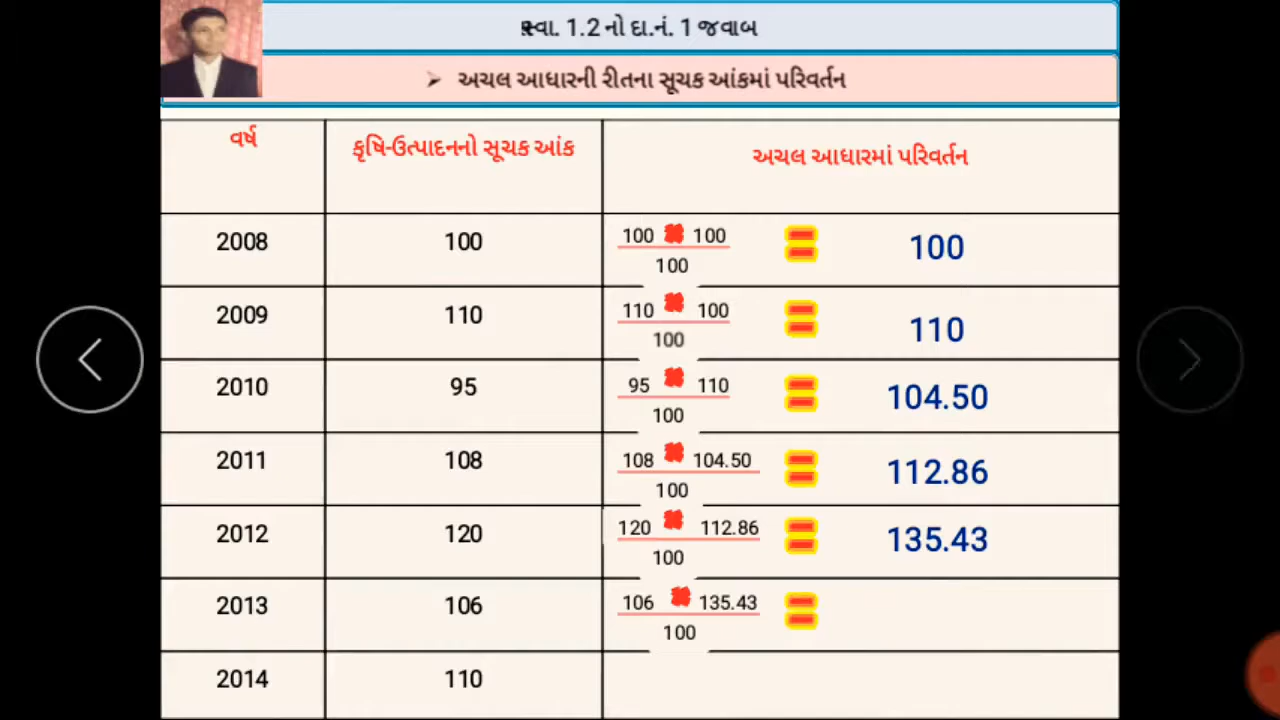 સ્વા. 1.2 નો દા.નં. 1 જવાબ
➢ અચલ આધારની રીતના સૂચક આંકમાં પરિવર્તન
વર્ષ કૃષિ-ઉત્પાદનનો સૂચક આંક અચલ આધારમાં પરિવર્તન
2008 100 100 × 100 = 100
100
2009 110 110 × 100 = 110
100
2010 95 95 × 110 = 104.50
100
2011 108 108 × 104.50 = 112.86
100
2012 120 120 × 112.86 = 135.43
100
2013 106 106 × 135.43 =
100
2014 110